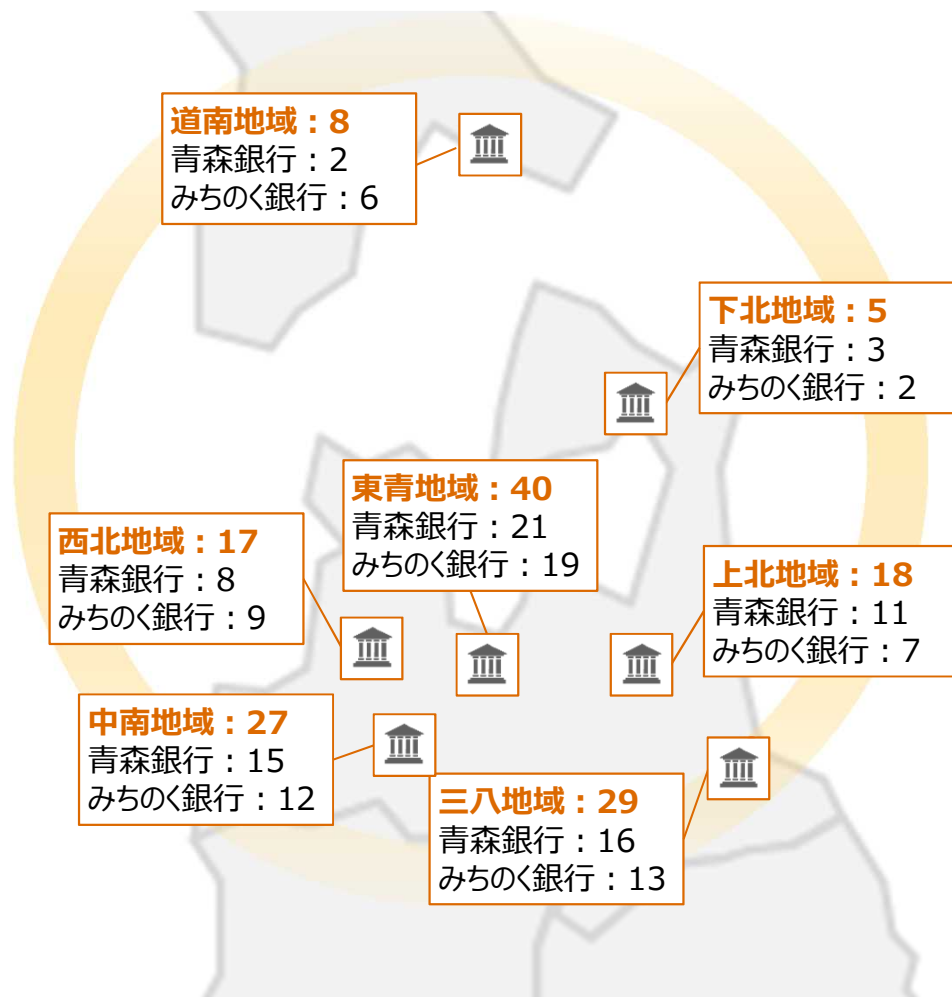 道南地域：8
青森銀行：2
みちのく銀行：6
下北地域：5
青森銀行：3
みちのく銀行：2
東青地域：40
青森銀行：21
みちのく銀行：19
西北地域：17
青森銀行：8
みちのく銀行：9
上北地域：18
青森銀行：11
みちのく銀行：7
中南地域：27
青森銀行：15
みちのく銀行：12
三八地域：29
青森銀行：16
みちのく銀行：13